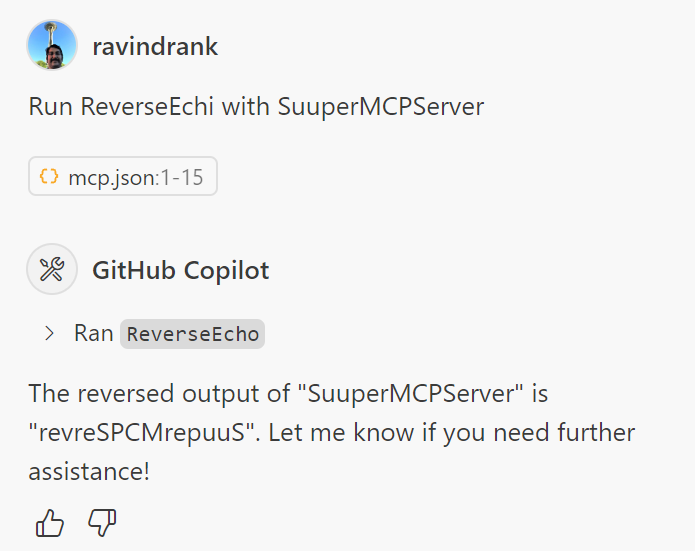 ravindrank
Run ReverseEchi with SuuperMCPServer
{} mcp.json:1-15
GitHub Copilot
> Ran ReverseEcho
The reversed output of "SuuperMCPServer" is
"revreSPCMrepuuS". Let me know if you need further
assistance!